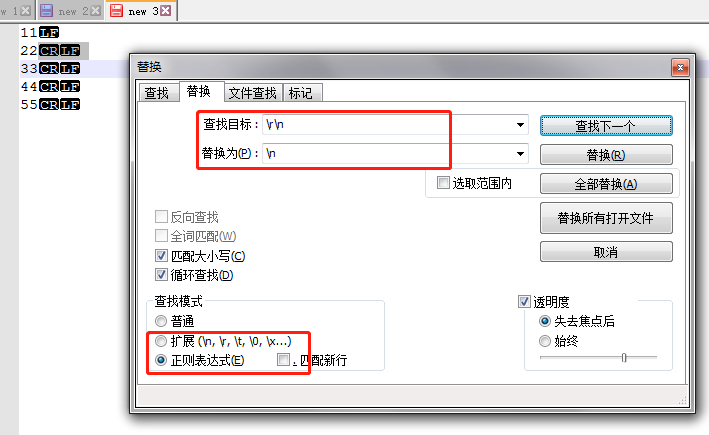 w 1 new 2 new 3
11LF
22CRLF
33CRLF
44CRLF
55CRLF
替换
查找 替换 文件查找 标记
查找目标： \r\n 查找下一个
替换为(P)： \n 替换(R)
选取范围内 全部替换(A)
反向查找 替换所有打开文件
全词匹配(W)
匹配大小写(C) 取消
循环查找(D)
查找模式 透明度
普通 失去焦点后
扩展 (\n, \r, \t, \0, \x...) 始终
正则表达式(E) . 匹配新行